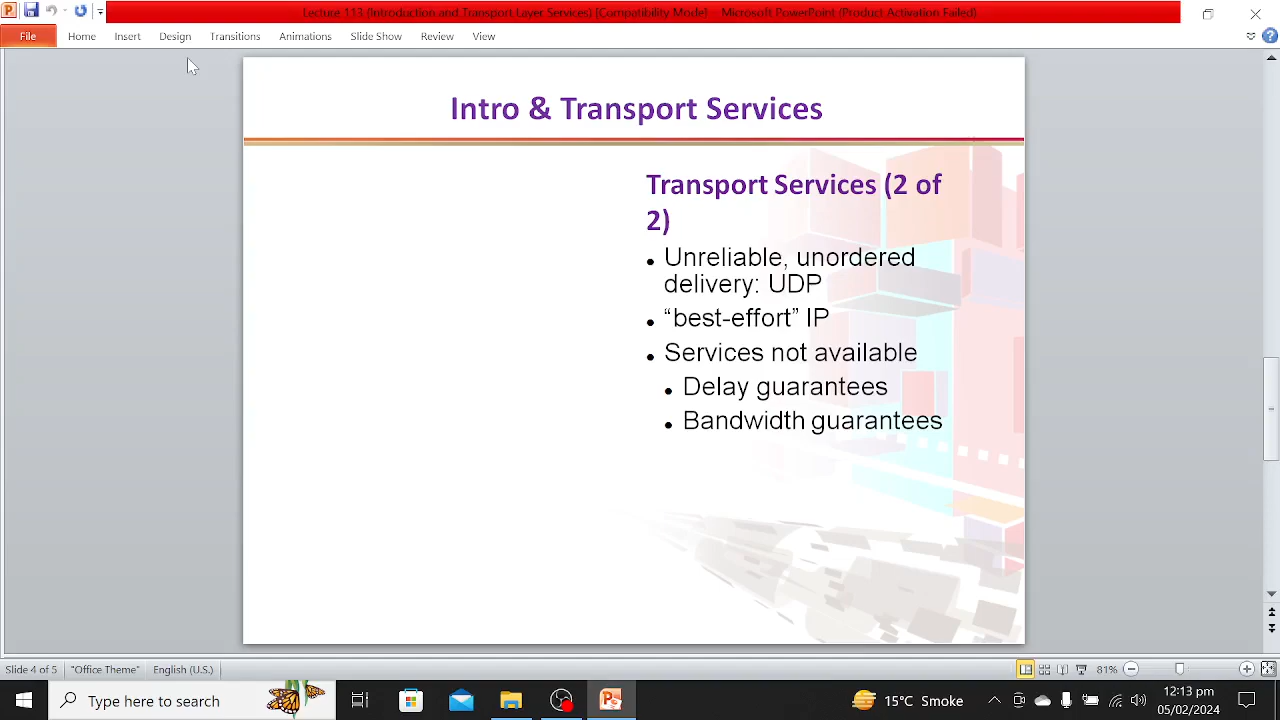 Lecture 113 (Introduction and Transport Layer Services) [Compatibility Mode] - Microsoft PowerPoint (Product Activation Failed)
File Home Insert Design Transitions Animations Slide Show Review View
Intro & Transport Services
Transport Services (2 of
2)
• Unreliable, unordered
delivery: UDP
• “best-effort” IP
• Services not available
• Delay guarantees
• Bandwidth guarantees
Slide 4 of 5 "Office Theme" English (U.S.) 81%
Type here to search 15°C Smoke 12:13 pm
05/02/2024